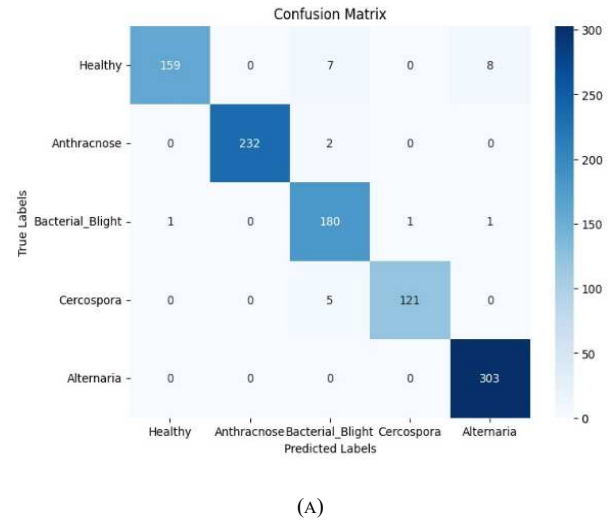 Confusion Matrix
Healthy 159 0 7 0 8
Anthracnose 0 232 2 0 0
Bacterial_Blight 1 0 180 1 1
Cercospora 0 0 5 121 0
Alternaria 0 0 0 0 303
Healthy Anthracnose Bacterial_Blight Cercospora Alternaria
Predicted Labels
True Labels
300
250
200
150
100
50
0
(A)